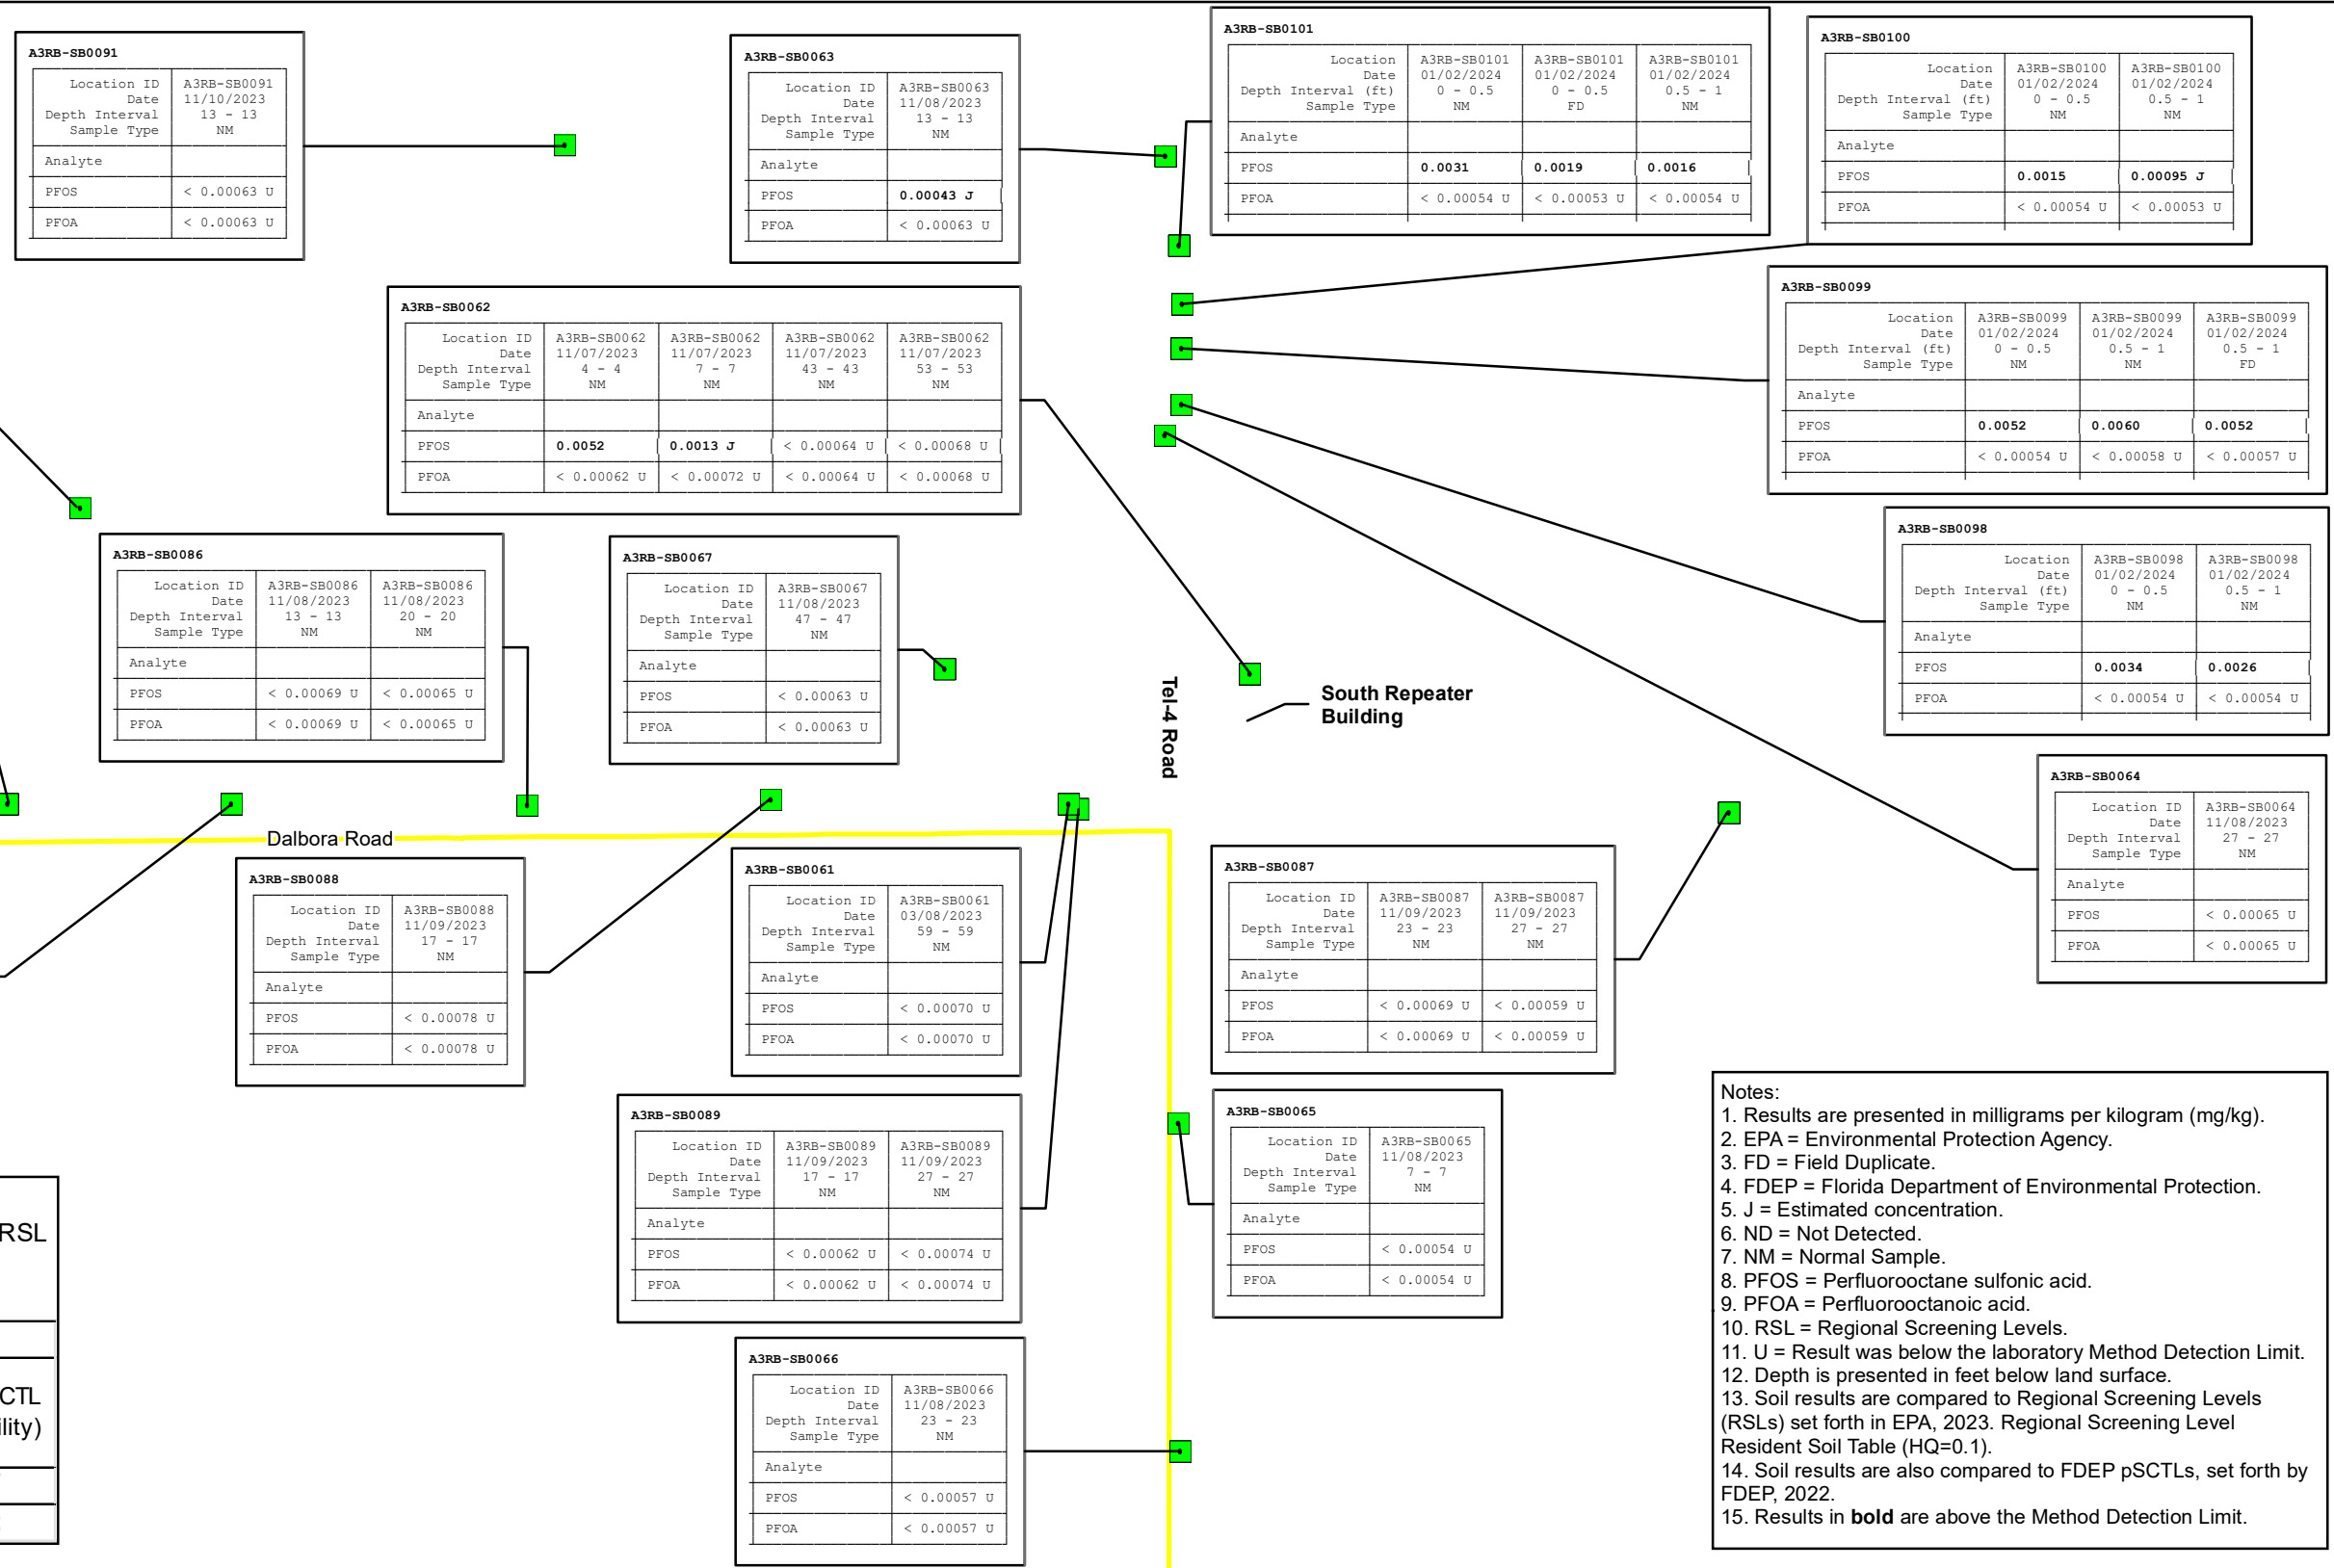 A3RB-SB0091
Location ID A3RB-SB0091
Date 11/10/2023
Depth Interval 13 - 13
Sample Type NM
Analyte
PFOS < 0.00063 U
PFOA < 0.00063 U
A3RB-SB0063
Location ID A3RB-SB0063
Date 11/08/2023
Depth Interval 13 - 13
Sample Type NM
Analyte
PFOS 0.00043 J
PFOA < 0.00063 U
A3RB-SB0101
Location A3RB-SB0101 A3RB-SB0101 A3RB-SB0101
Date 01/02/2024 01/02/2024 01/02/2024
Depth Interval (ft) 0 - 0.5 0 - 0.5 0.5 - 1
Sample Type NM FD NM
Analyte
PFOS 0.0031 0.0019 0.0016
PFOA < 0.00054 U < 0.00053 U < 0.00054 U
A3RB-SB0100
Location A3RB-SB0100 A3RB-SB0100
Date 01/02/2024 01/02/2024
Depth Interval (ft) 0 - 0.5 0.5 - 1
Sample Type NM NM
Analyte
PFOS 0.0015 0.00095 J
PFOA < 0.00054 U < 0.00053 U
A3RB-SB0062
Location ID A3RB-SB0062 A3RB-SB0062 A3RB-SB0062 A3RB-SB0062
Date 11/07/2023 11/07/2023 11/07/2023 11/07/2023
Depth Interval 4 - 4 7 - 7 43 - 43 53 - 53
Sample Type NM NM NM NM
Analyte
PFOS 0.0052 0.0013 J < 0.00064 U < 0.00068 U
PFOA < 0.00062 U < 0.00072 U < 0.00064 U < 0.00068 U
A3RB-SB0099
Location A3RB-SB0099 A3RB-SB0099 A3RB-SB0099
Date 01/02/2024 01/02/2024 01/02/2024
Depth Interval (ft) 0 - 0.5 0.5 - 1 0.5 - 1
Sample Type NM NM FD
Analyte
PFOS 0.0052 0.0060 0.0052
PFOA < 0.00054 U < 0.00058 U < 0.00057 U
A3RB-SB0086
Location ID A3RB-SB0086 A3RB-SB0086
Date 11/08/2023 11/08/2023
Depth Interval 13 - 13 20 - 20
Sample Type NM NM
Analyte
PFOS < 0.00069 U < 0.00065 U
PFOA < 0.00069 U < 0.00065 U
A3RB-SB0067
Location ID A3RB-SB0067
Date 11/08/2023
Depth Interval 47 - 47
Sample Type NM
Analyte
PFOS < 0.00063 U
PFOA < 0.00063 U
Tel-4 Road
South Repeater
Building
A3RB-SB0098
Location A3RB-SB0098 A3RB-SB0098
Date 01/02/2024 01/02/2024
Depth Interval (ft) 0 - 0.5 0.5 - 1
Sample Type NM NM
Analyte
PFOS 0.0034 0.0026
PFOA < 0.00054 U < 0.00054 U
A3RB-SB0064
Location ID A3RB-SB0064
Date 11/08/2023
Depth Interval 27 - 27
Sample Type NM
Analyte
PFOS < 0.00065 U
PFOA < 0.00065 U
Dalbora Road
A3RB-SB0088
Location ID A3RB-SB0088
Date 11/09/2023
Depth Interval 17 - 17
Sample Type NM
Analyte
PFOS < 0.00078 U
PFOA < 0.00078 U
A3RB-SB0061
Location ID A3RB-SB0061
Date 03/08/2023
Depth Interval 59 - 59
Sample Type NM
Analyte
PFOS < 0.00070 U
PFOA < 0.00070 U
A3RB-SB0087
Location ID A3RB-SB0087 A3RB-SB0087
Date 11/09/2023 11/09/2023
Depth Interval 23 - 23 27 - 27
Sample Type NM NM
Analyte
PFOS < 0.00069 U < 0.00059 U
PFOA < 0.00069 U < 0.00059 U
A3RB-SB0089
Location ID A3RB-SB0089 A3RB-SB0089
Date 11/09/2023 11/09/2023
Depth Interval 17 - 17 27 - 27
Sample Type NM NM
Analyte
PFOS < 0.00062 U < 0.00074 U
PFOA < 0.00062 U < 0.00074 U
A3RB-SB0065
Location ID A3RB-SB0065
Date 11/08/2023
Depth Interval 7 - 7
Sample Type NM
Analyte
PFOS < 0.00054 U
PFOA < 0.00054 U
A3RB-SB0066
Location ID A3RB-SB0066
Date 11/08/2023
Depth Interval 23 - 23
Sample Type NM
Analyte
PFOS < 0.00057 U
PFOA < 0.00057 U
RSL
CTL
ility)
Notes:
1. Results are presented in milligrams per kilogram (mg/kg).
2. EPA = Environmental Protection Agency.
3. FD = Field Duplicate.
4. FDEP = Florida Department of Environmental Protection.
5. J = Estimated concentration.
6. ND = Not Detected.
7. NM = Normal Sample.
8. PFOS = Perfluorooctane sulfonic acid.
9. PFOA = Perfluorooctanoic acid.
10. RSL = Regional Screening Levels.
11. U = Result was below the laboratory Method Detection Limit.
12. Depth is presented in feet below land surface.
13. Soil results are compared to Regional Screening Levels
(RSLs) set forth in EPA, 2023. Regional Screening Level
Resident Soil Table (HQ=0.1).
14. Soil results are also compared to FDEP pSCTLs, set forth by
FDEP, 2022.
15. Results in bold are above the Method Detection Limit.